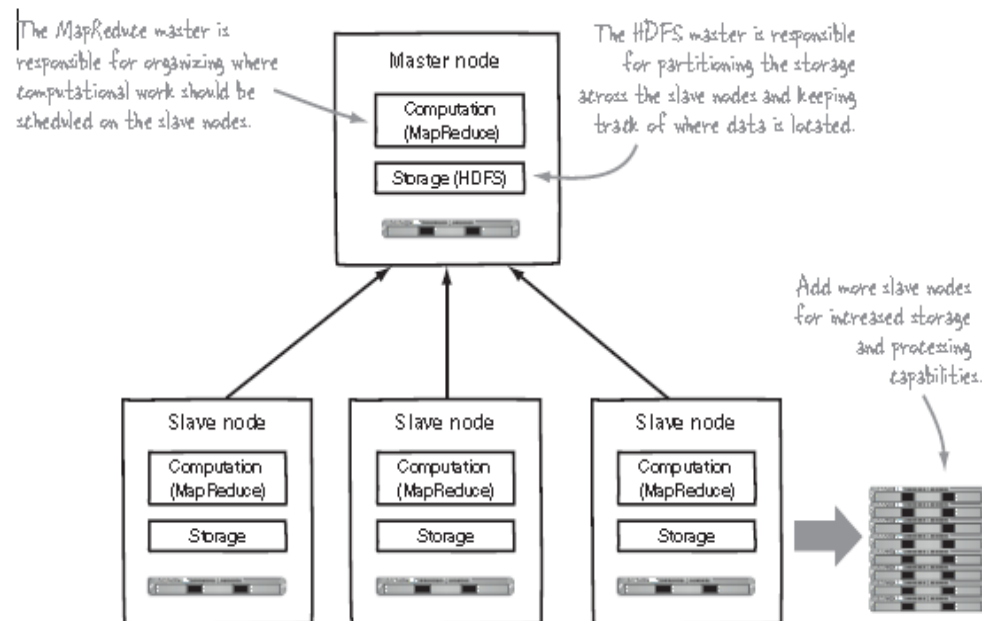 The MapReduce master is
responsible for organizing where
computational work should be
scheduled on the slave nodes.
Master node
Computation
(MapReduce)
Storage (HDFS)
The HDFS master is responsible
for partitioning the storage
across the slave nodes and keeping
track of where data is located.
Add more slave nodes
for increased storage
and processing
capabilities.
Slave node
Computation
(MapReduce)
Storage
Slave node
Computation
(MapReduce)
Storage
Slave node
Computation
(MapReduce)
Storage